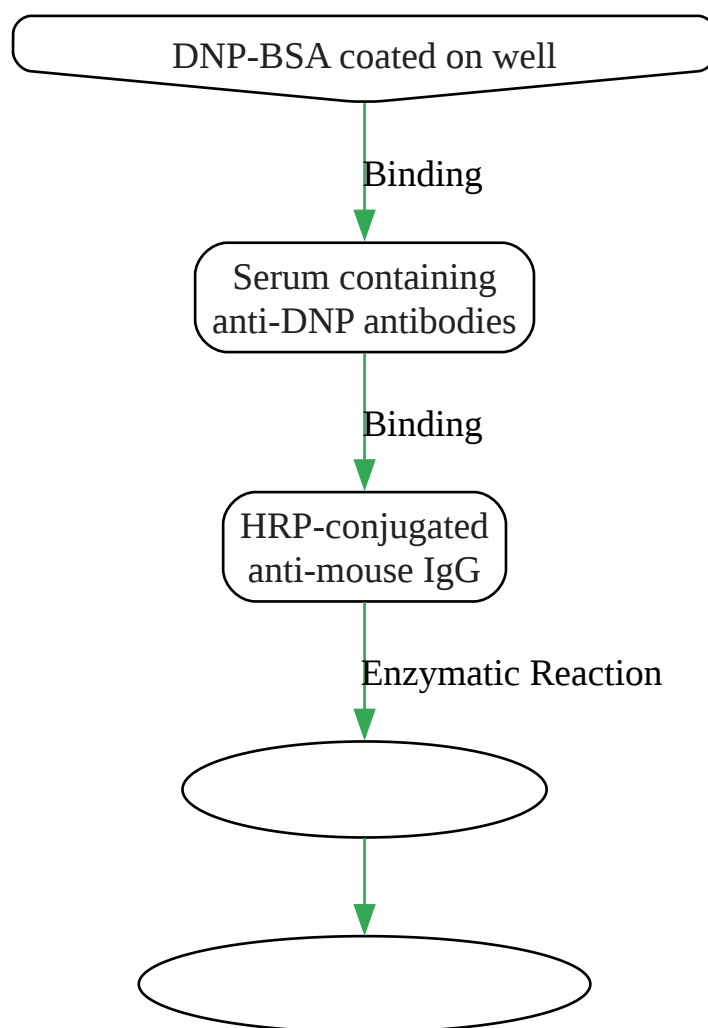 DNP-BSA coated on well
Binding
Serum containing
anti-DNP antibodies
Binding
HRP-conjugated
anti-mouse IgG
Enzymatic Reaction